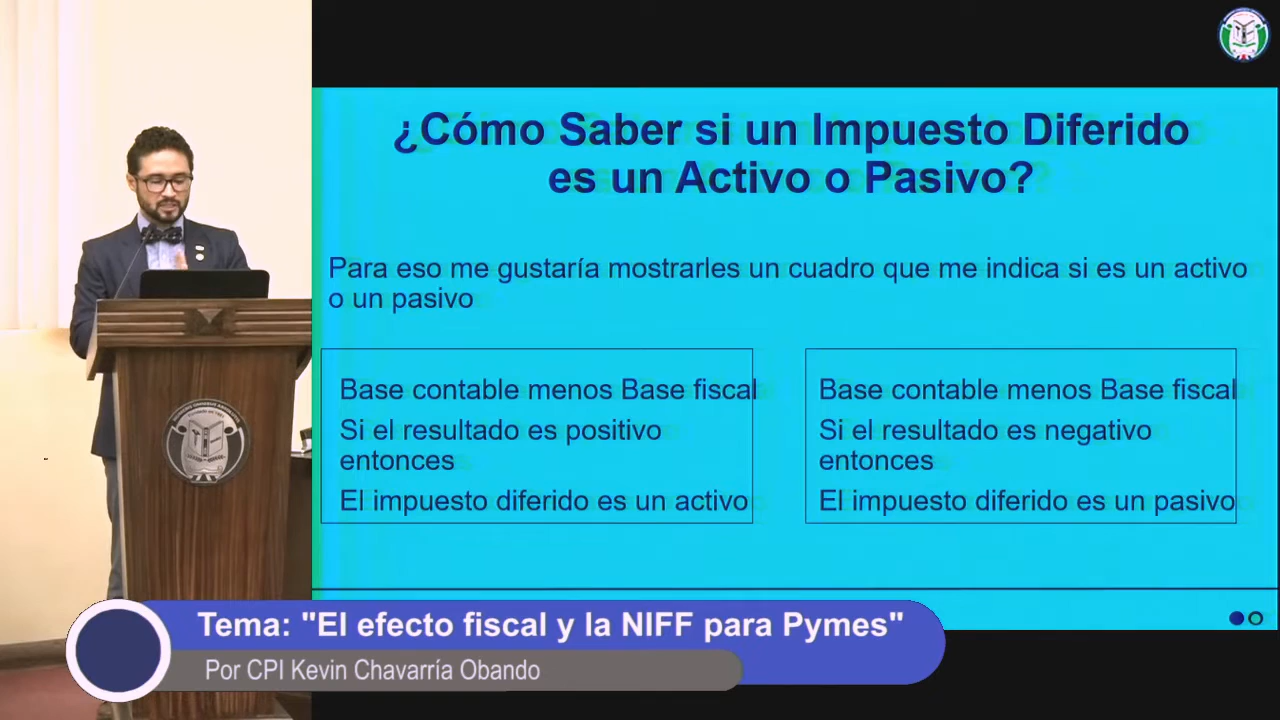 ¿Cómo Saber si un Impuesto Diferido
es un Activo o Pasivo?
Para eso me gustaría mostrarles un cuadro que me indica si es un activo
o un pasivo
Base contable menos Base fiscal
Si el resultado es positivo
entonces
El impuesto diferido es un activo
Base contable menos Base fiscal
Si el resultado es negativo
entonces
El impuesto diferido es un pasivo
Tema: "El efecto fiscal y la NIFF para Pymes"
Por CPI Kevin Chavarría Obando